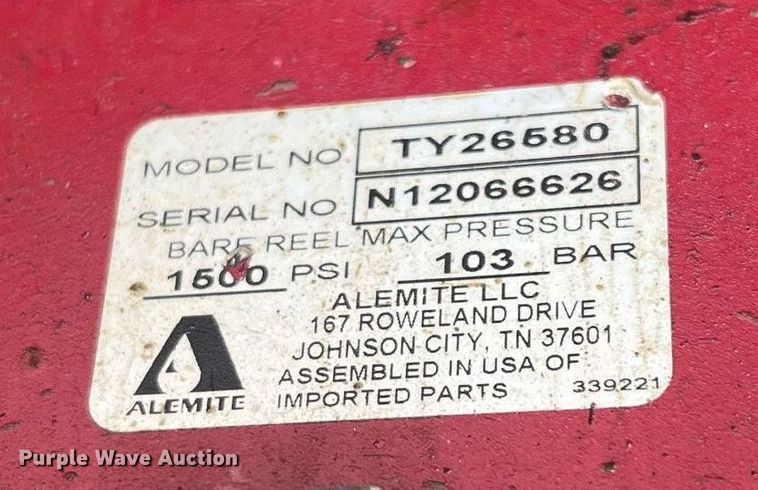 MODEL NO TY26580
SERIAL NO N12066626
BARE REEL MAX PRESSURE
1500 PSI 103 BAR
ALEMITE LLC
167 ROWELAND DRIVE
JOHNSON CITY, TN 37601
ASSEMBLED IN USA OF
IMPORTED PARTS 339221
ALEMITE
Purple Wave Auction